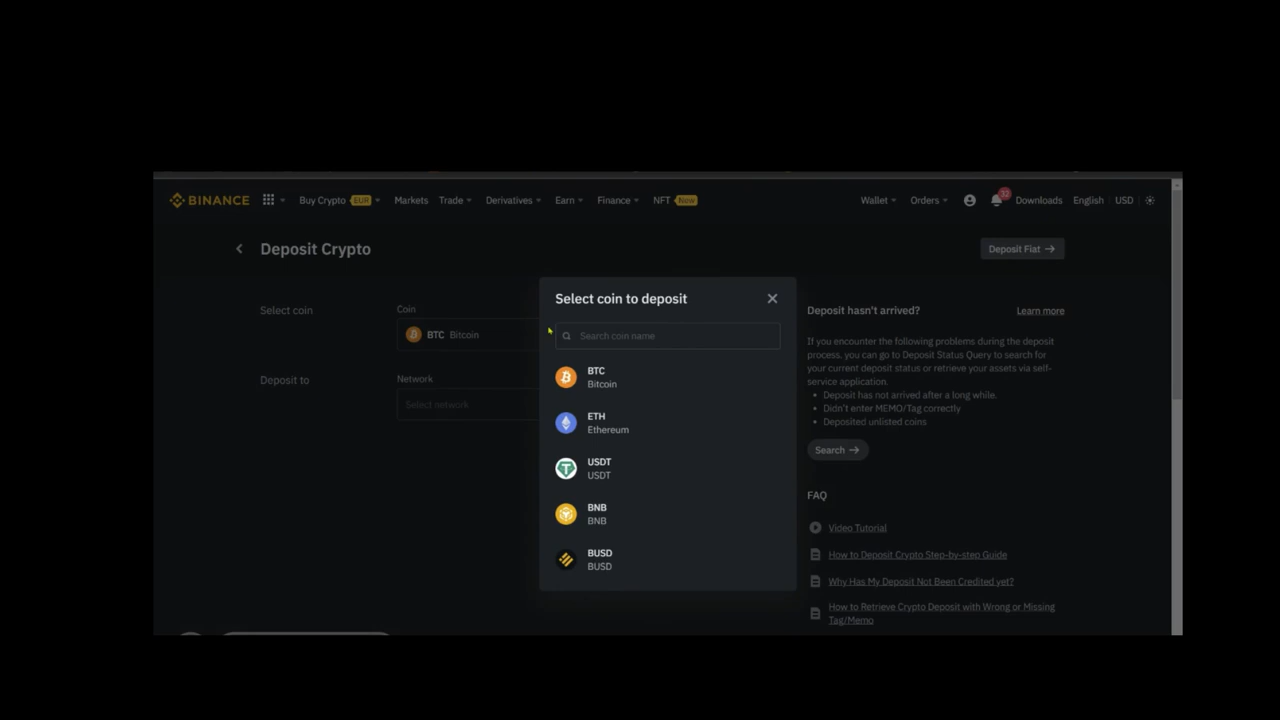 BINANCE
Buy Crypto EUR
Markets
Trade
Derivatives
Earn
Finance
NFT New
Wallet
Orders
32
Downloads
English
USD
Deposit Crypto
Deposit Fiat →
Select coin
Coin
BTC Bitcoin
Deposit to
Network
Select network
Select coin to deposit
Search coin name
BTC
Bitcoin
ETH
Ethereum
USDT
USDT
BNB
BNB
BUSD
BUSD
Deposit hasn't arrived?
Learn more
If you encounter the following problems during the deposit
process, you can go to Deposit Status Query to search for
your current deposit status or retrieve your assets via self-
service application.
• Deposit has not arrived after a long while.
• Didn't enter MEMO/Tag correctly
• Deposited unlisted coins
Search →
FAQ
Video Tutorial
How to Deposit Crypto Step-by-step Guide
Why Has My Deposit Not Been Credited yet?
How to Retrieve Crypto Deposit with Wrong or Missing
Tag/Memo